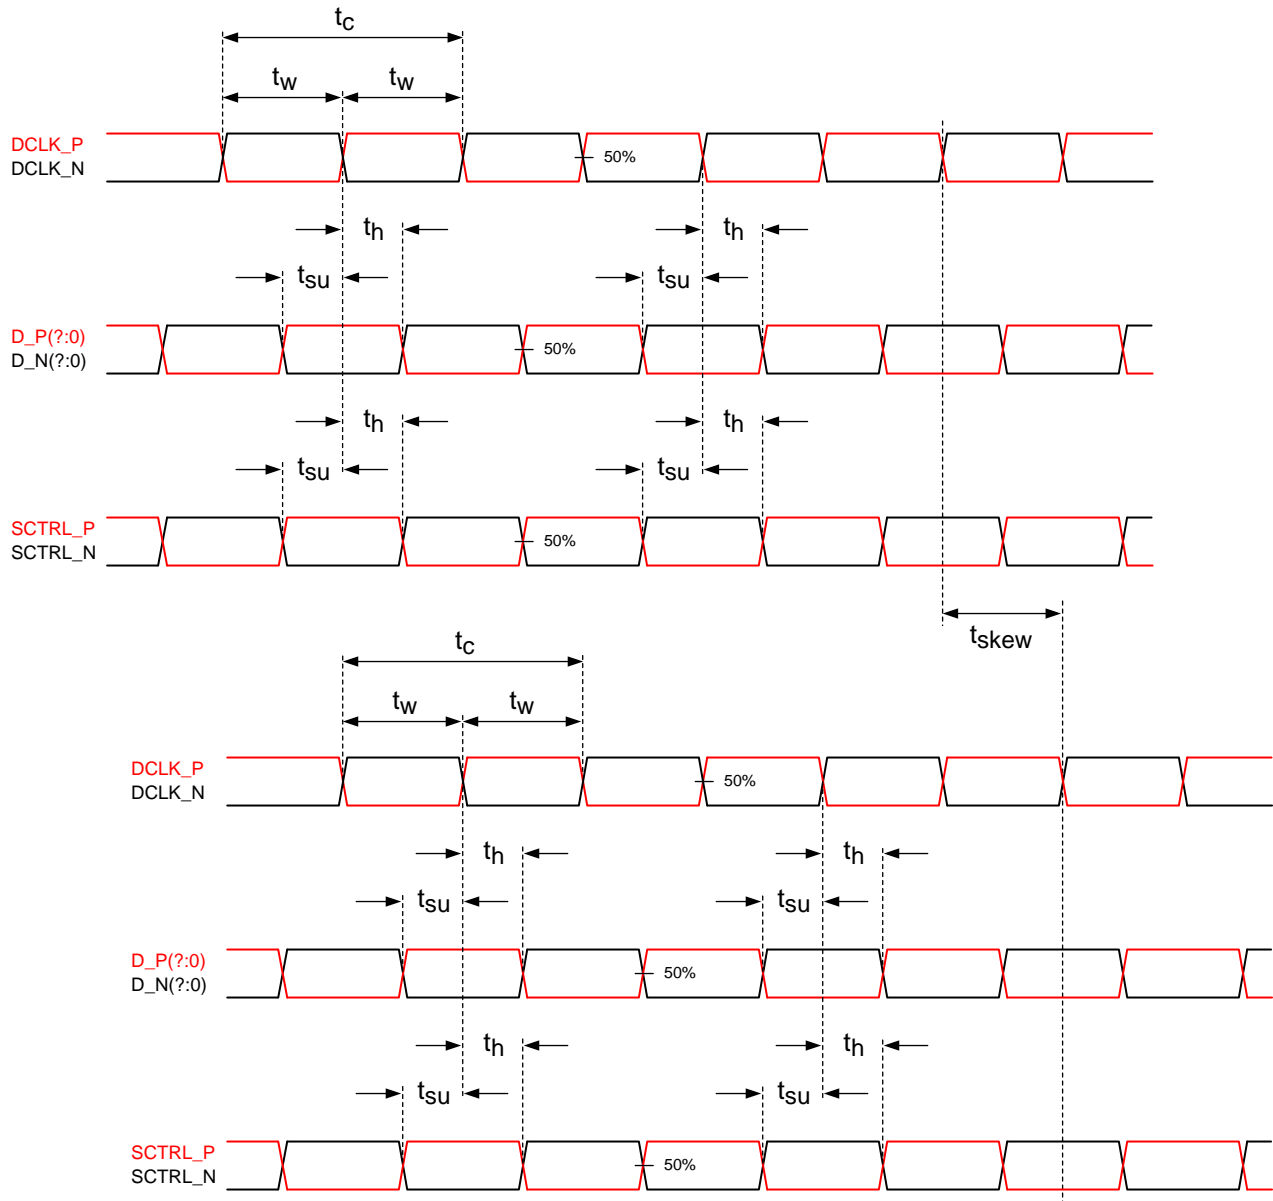 tc
tw tw
DCLK_P
DCLK_N
50%
th th
tsu tsu
D_P(?:0)
D_N(?:0)
50%
th th
tsu tsu
SCTRL_P
SCTRL_N
50%
tskew
tc
tw tw
DCLK_P
DCLK_N
50%
th th
tsu tsu
D_P(?:0)
D_N(?:0)
50%
th th
tsu tsu
SCTRL_P
SCTRL_N
50%